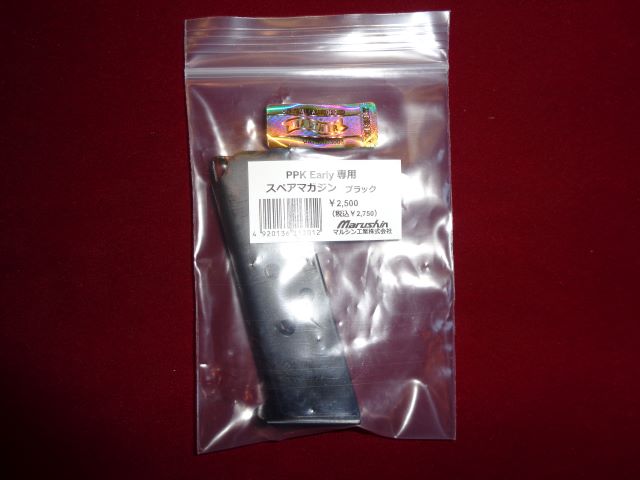 PPK Early 専用
スペアマガジン ブラック
￥2,500
(税込￥2,750)
Marushin
マルシン工業株式会社